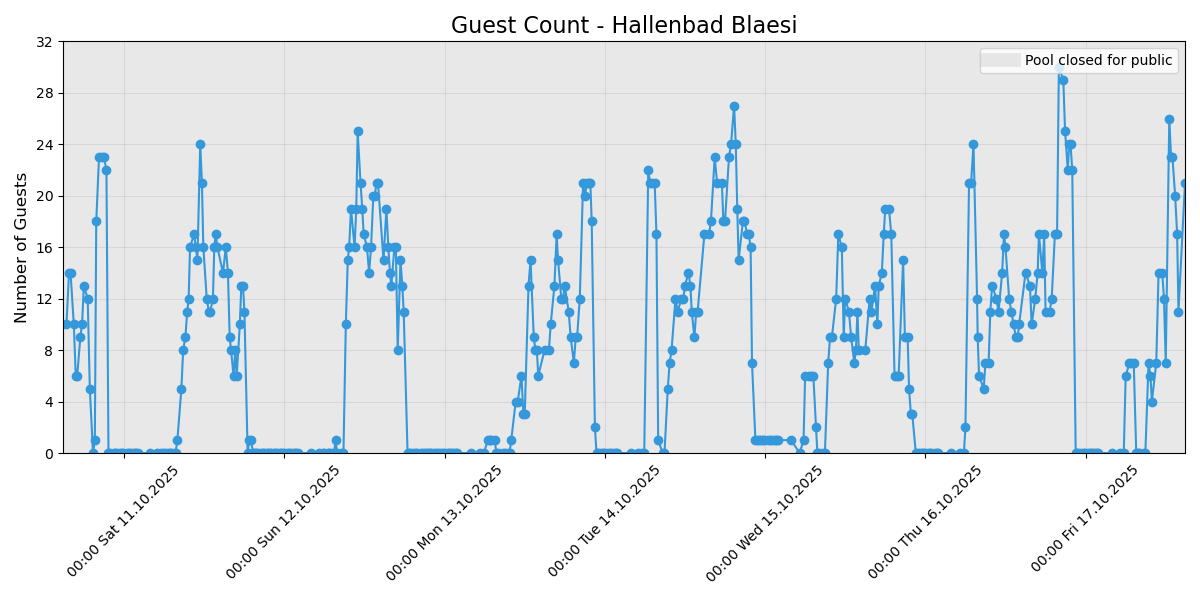 Guest Count - Hallenbad Blaesi
Pool closed for public
Number of Guests
32
28
24
20
16
12
8
4
0
00:00 Sat 11.10.2025
00:00 Sun 12.10.2025
00:00 Mon 13.10.2025
00:00 Tue 14.10.2025
00:00 Wed 15.10.2025
00:00 Thu 16.10.2025
00:00 Fri 17.10.2025